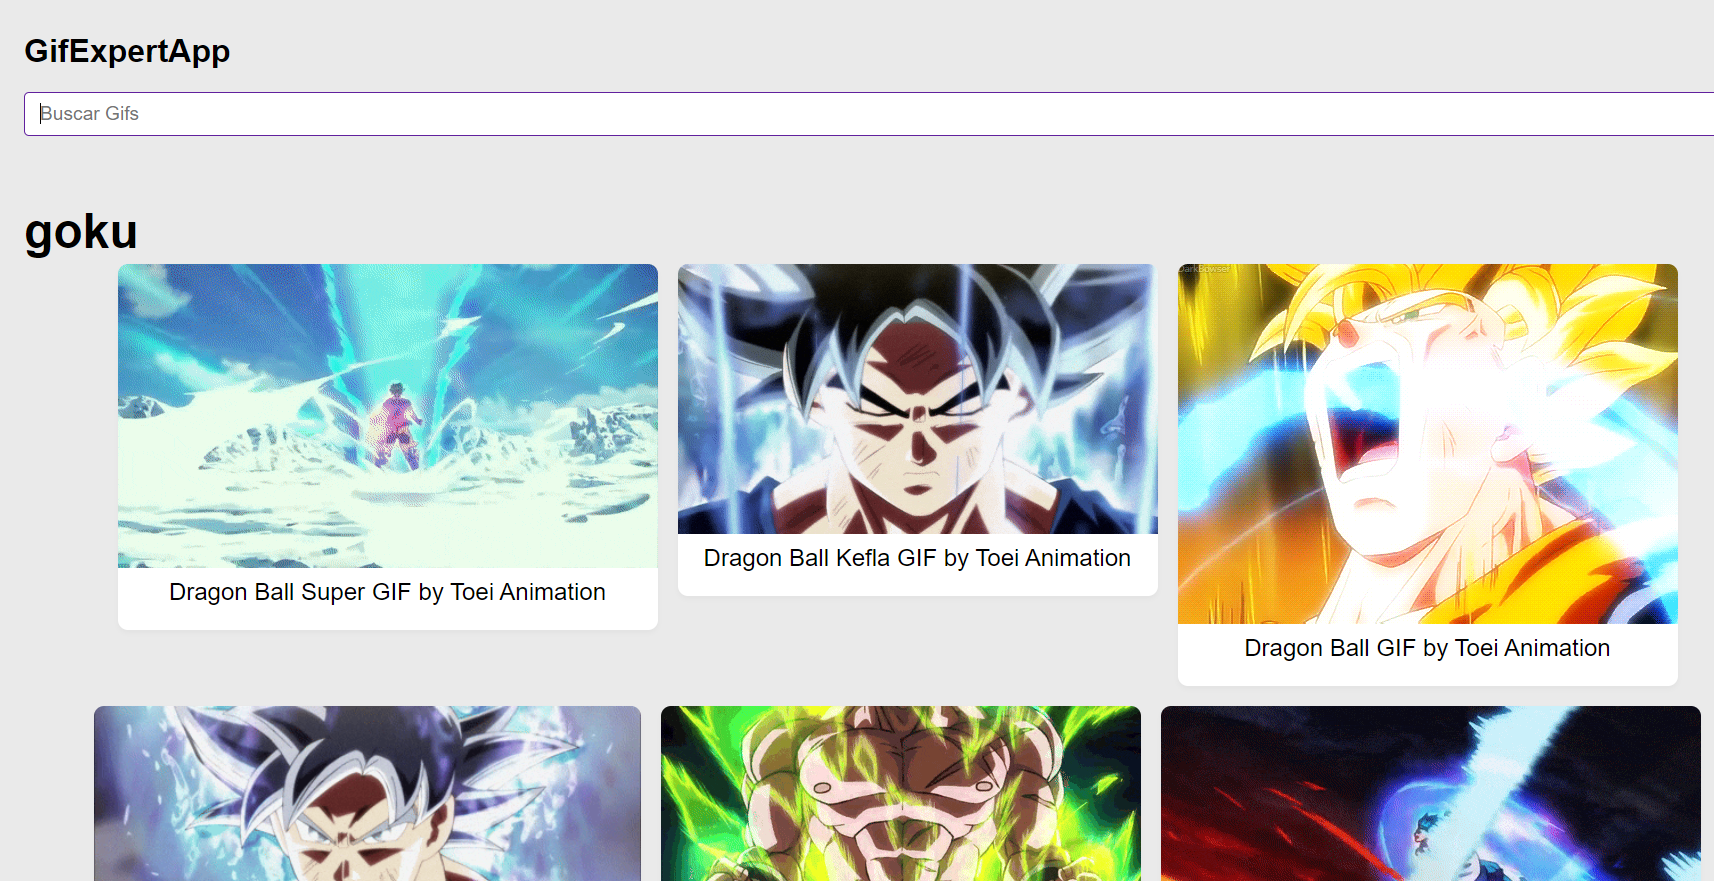 GifExpertApp
Buscar Gifs
goku
DarkBowser
Dragon Ball Super GIF by Toei Animation
Dragon Ball Kefla GIF by Toei Animation
Dragon Ball GIF by Toei Animation